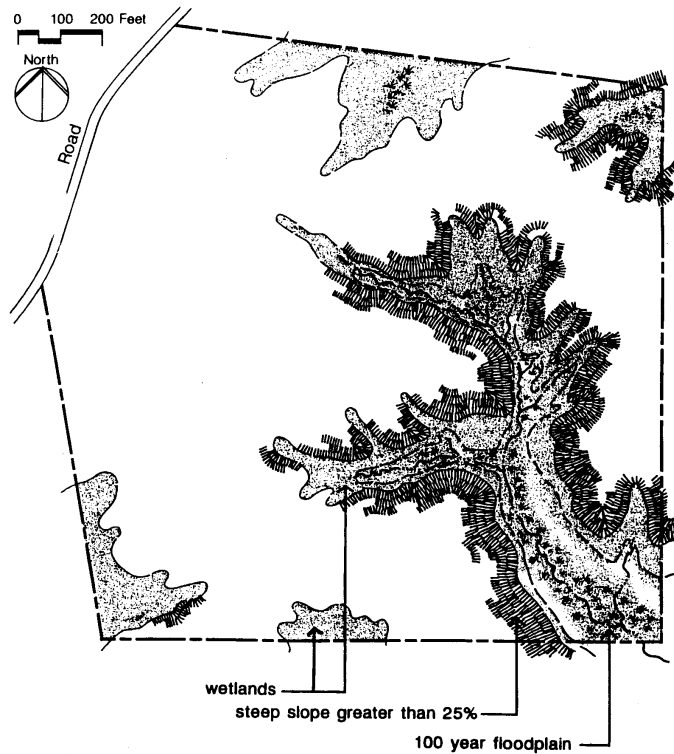 0 100 200 Feet
North
Road
wetlands
steep slope greater than 25%
100 year floodplain